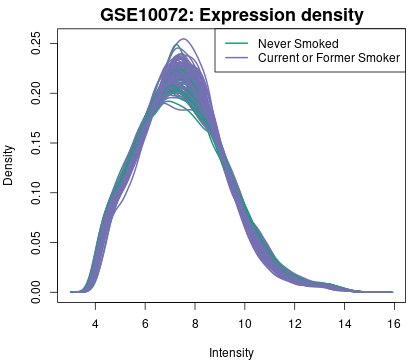 GSE10072: Expression density
Never Smoked
Current or Former Smoker
Density
0.25
0.20
0.15
0.10
0.05
0.00
4 6 8 10 12 14 16
Intensity